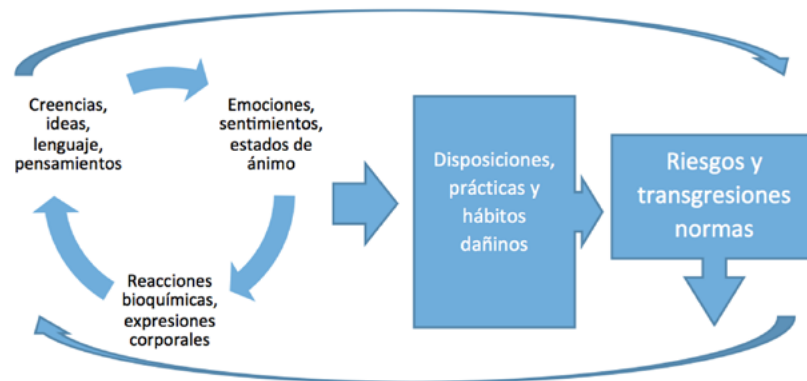 Creencias,
ideas,
lenguaje,
pensamientos
Emociones,
sentimientos,
estados de
ánimo
Reacciones
bioquímicas,
expresiones
corporales
Disposiciones,
prácticas y
hábitos
dañinos
Riesgos y
transgresiones
normas